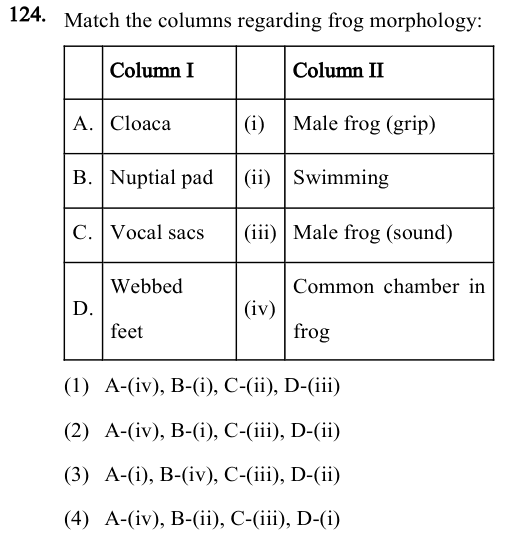 124. Match the columns regarding frog morphology:
Column I Column II
A. Cloaca (i) Male frog (grip)
B. Nuptial pad (ii) Swimming
C. Vocal sacs (iii) Male frog (sound)
D. Webbed feet (iv) Common chamber in frog
(1) A-(iv), B-(i), C-(ii), D-(iii)
(2) A-(iv), B-(i), C-(iii), D-(ii)
(3) A-(i), B-(iv), C-(iii), D-(ii)
(4) A-(iv), B-(ii), C-(iii), D-(i)